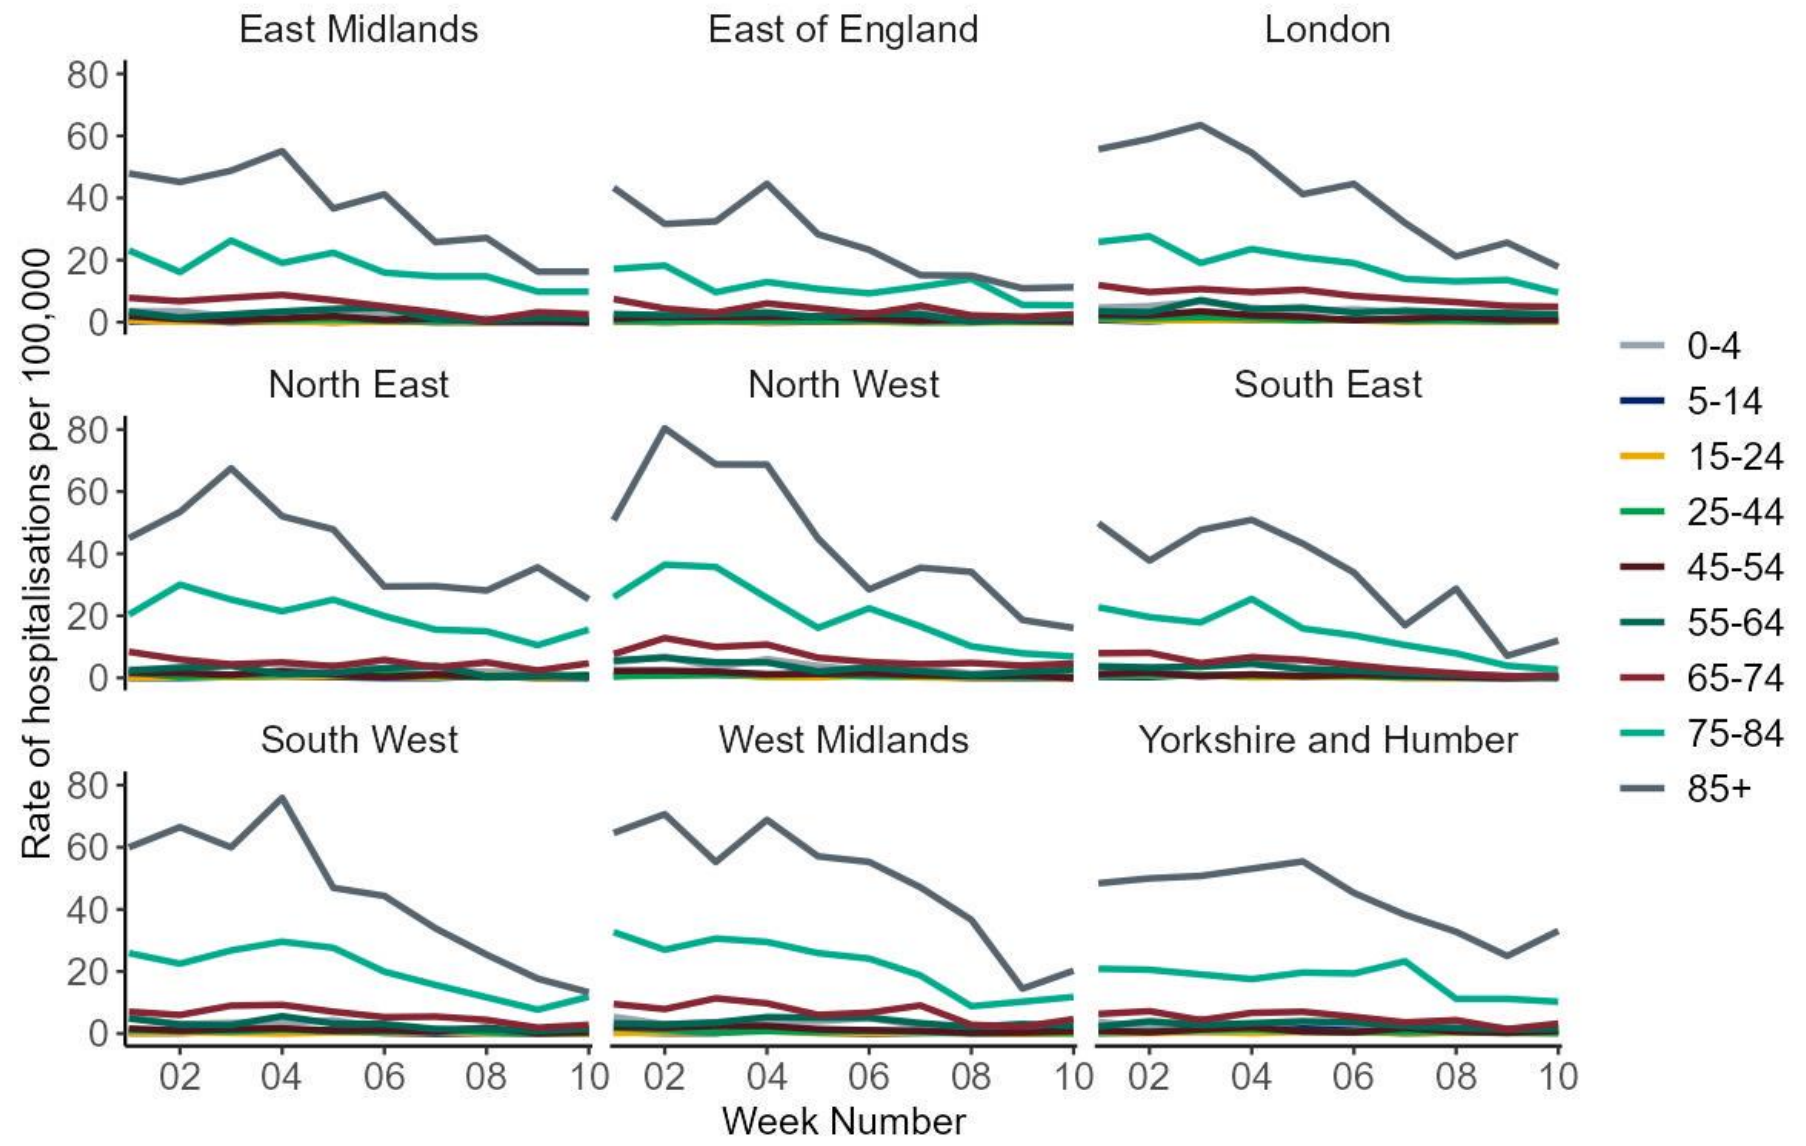 East Midlands
East of England
London
80
60
40
20
0
North East
North West
South East
80
60
40
20
0
South West
West Midlands
Yorkshire and Humber
80
60
40
20
0
02 04 06 08 10 02 04 06 08 10 02 04 06 08 10
Week Number
Rate of hospitalisations per 100,000
0-4
5-14
15-24
25-44
45-54
55-64
65-74
75-84
85+